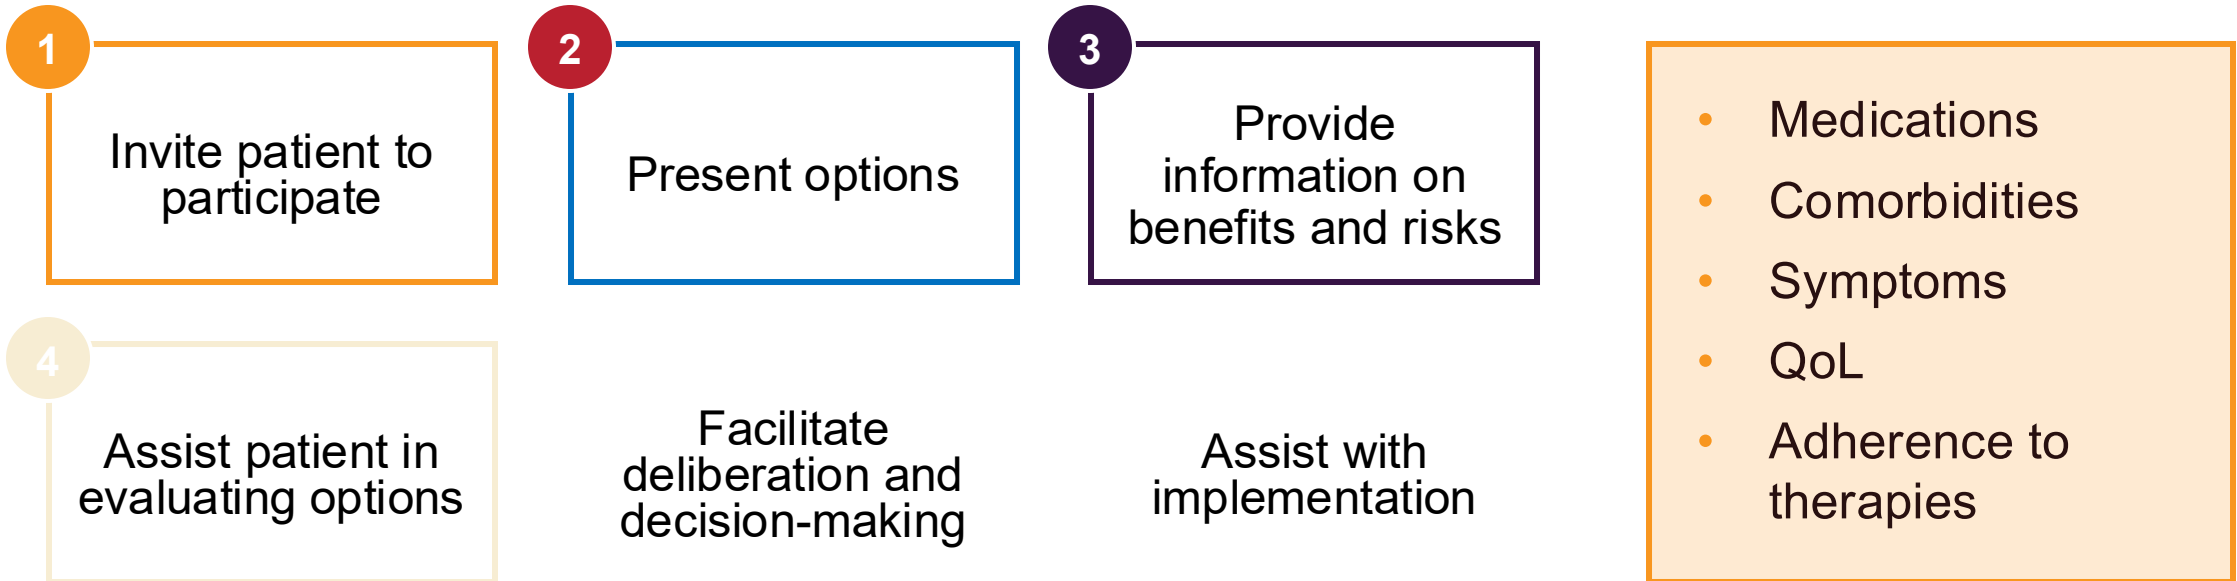 1
Invite patient to
participate
2
Present options
3
Provide
information on
benefits and risks
4
Assist patient in
evaluating options
Facilitate
deliberation and
decision-making
Assist with
implementation
• Medications
• Comorbidities
• Symptoms
• QoL
• Adherence to
therapies